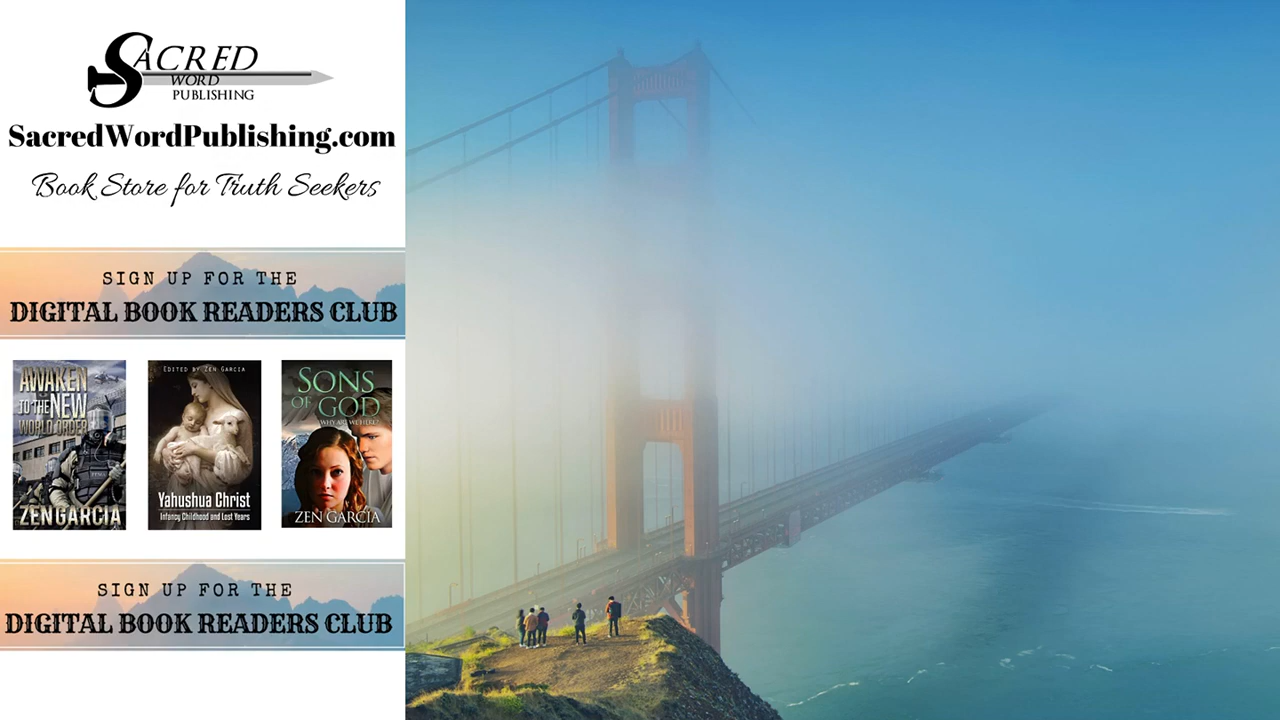 SACRED
WORD
PUBLISHING
SacredWordPublishing.com
Book Store for Truth Seekers
SIGN UP FOR THE
DIGITAL BOOK READERS CLUB
AWAKEN
TO THE NEW
WORLD ORDER
ZEN GARCIA
EDITED BY ZEN GARCIA
Yahushua Christ
Infancy Childhood and Lost Years
SONS
OF GOD
WHY ARE WE HERE?
ZEN GARCIA
SIGN UP FOR THE
DIGITAL BOOK READERS CLUB